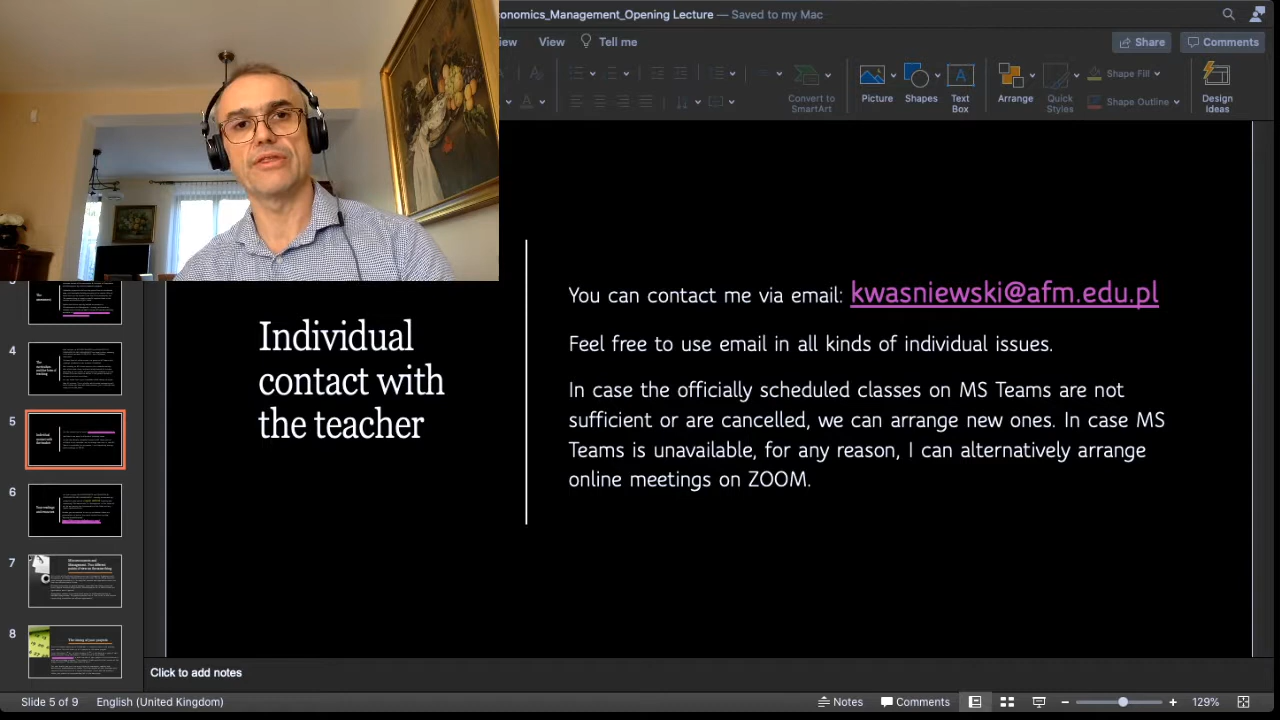 onomics_Management_Opening Lecture — Saved to my Mac
iew View Tell me
Share Comments
Convert to
SmartArt
Picture Shapes Text
Box
Arrange Quick
Styles
Shape Fill
Shape Outline
Design
Ideas
You can contact me via email: kwasniewski@afm.edu.pl
Feel free to use email in all kinds of individual issues.
In case the officially scheduled classes on MS Teams are not
sufficient or are cancelled, we can arrange new ones. In case MS
Teams is unavailable, for any reason, I can alternatively arrange
online meetings on ZOOM.
Individual
contact with
the teacher
4
5
6
7
8
Click to add notes
Slide 5 of 9 English (United Kingdom) Notes Comments 129%